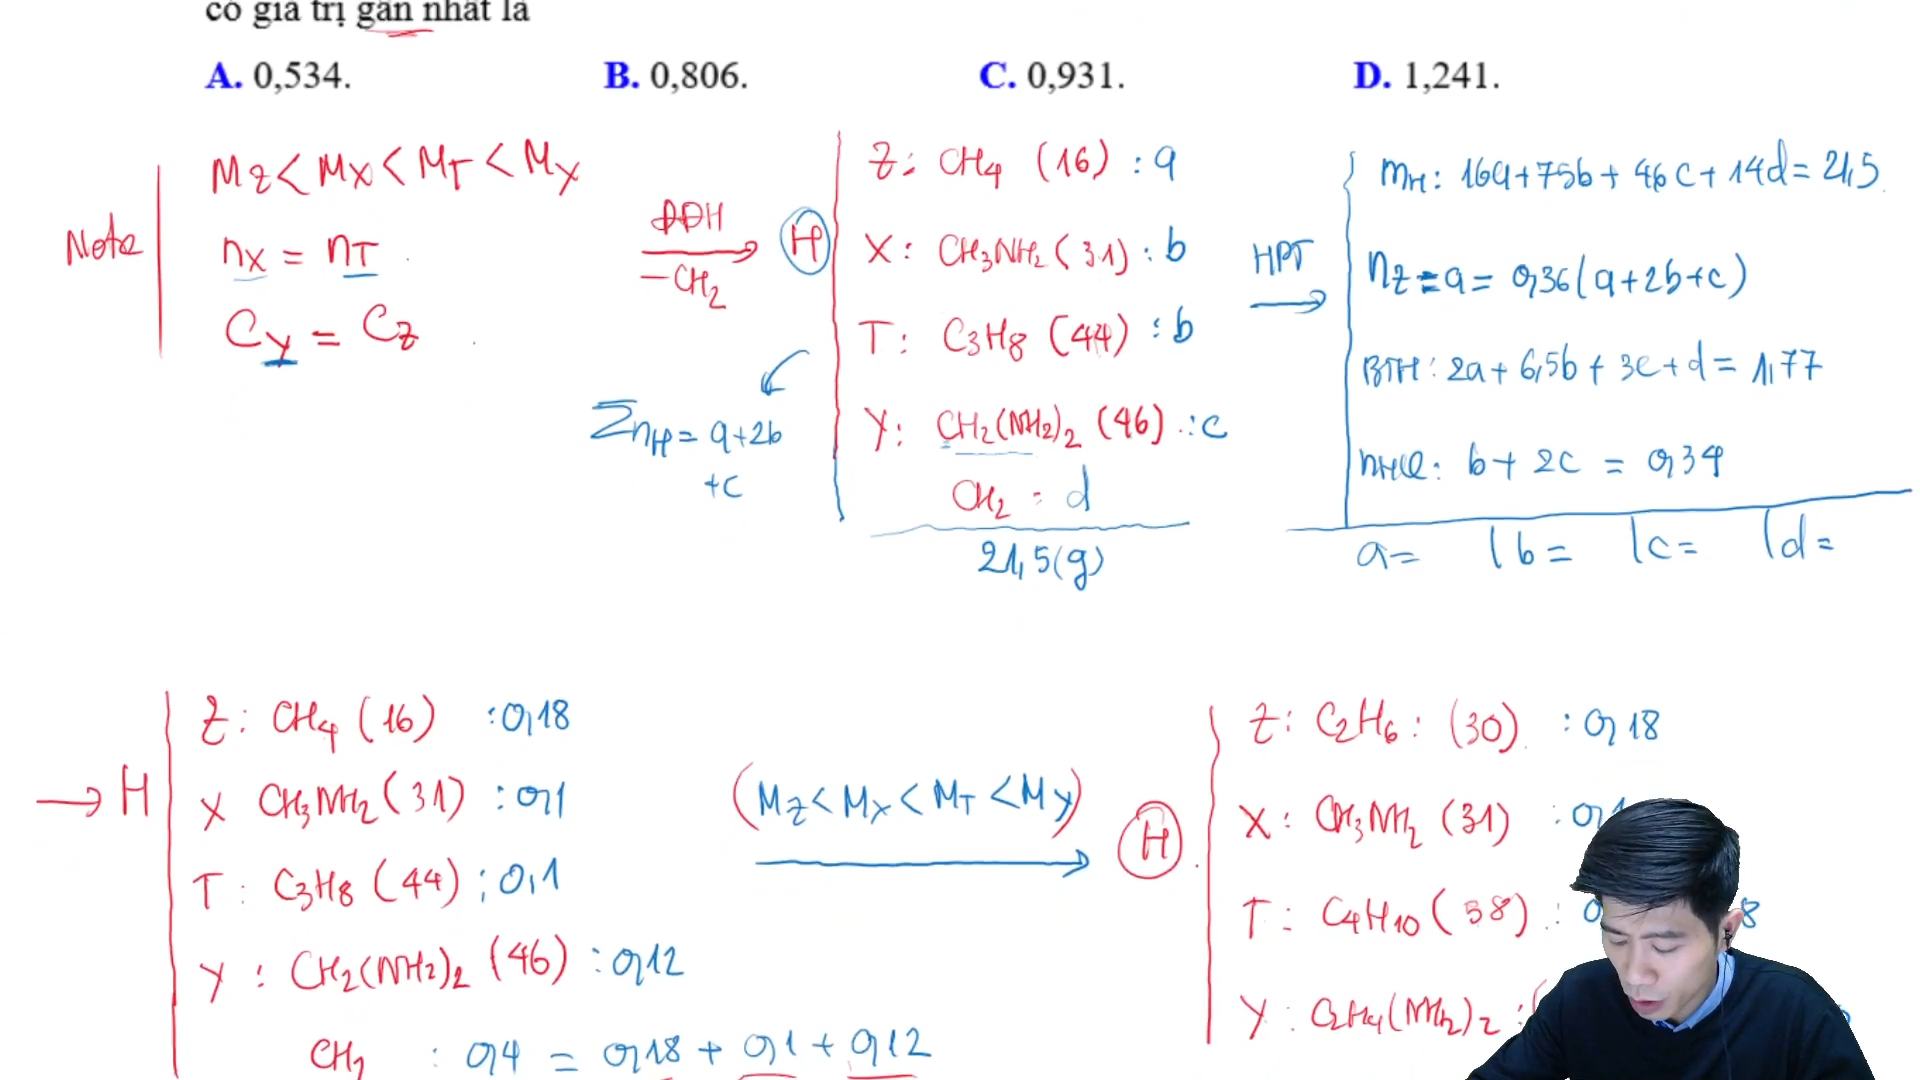 có giá trị gần nhất là
A. 0,534. B. 0,806. C. 0,931. D. 1,241.
Note
MZ < MX < MT < MX
nX = nT
CY = CZ
ĐĐH
-CH2
H
Z: CH4 (16) : a
X: CH3NH2 (31) : b
T: C3H8 (44) : b
Y: CH2(NH2)2 (46) : c
CH2 : d
21,5(g)
ΣnH = a+2b
+c
HPT
mH: 16a+75b+46c+14d=21,5
nZ = a = 0,36(a+2b+c)
BTH: 2a+6,5b+3c+d=1,77
nHCl: b+2c = 0,34
a= | b= | c= | d=
→ H
Z: CH4 (16) : 0,18
X CH3NH2 (31) : 0,1
T: C3H8 (44) : 0,1
Y: CH2(NH2)2 (46) : 0,12
CH2 : 0,4 = 0,18 + 0,1 + 0,12
(MZ < MX < MT < MY)
H
Z: C2H6: (30) : 0,18
X: CH3NH2 (31) : 0,1
T: C4H10 (58) : 8
Y: C2H4(NH2)2 :